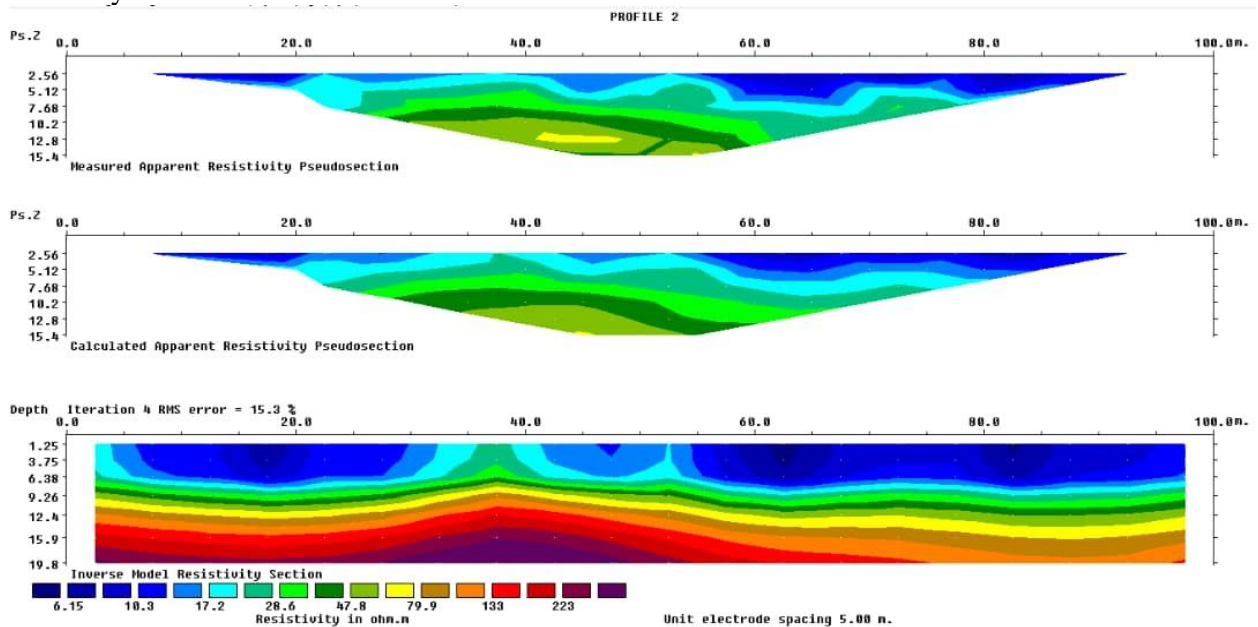 PROFILE 2
Ps.Z 0.0 20.0 40.0 60.0 80.0 100.0m.
2.56
5.12
7.68
10.2
12.8
15.4
Measured Apparent Resistivity Pseudosection
Ps.Z 0.0 20.0 40.0 60.0 80.0 100.0m.
2.56
5.12
7.68
10.2
12.8
15.4
Calculated Apparent Resistivity Pseudosection
Depth Iteration 4 RMS error = 15.3 %
0.0 20.0 40.0 60.0 80.0 100.0m.
1.25
3.75
6.38
9.26
12.4
15.9
19.8
Inverse Model Resistivity Section
6.15 10.3 17.2 28.6 47.8 79.9 133 223
Resistivity in ohm.m Unit electrode spacing 5.00 m.